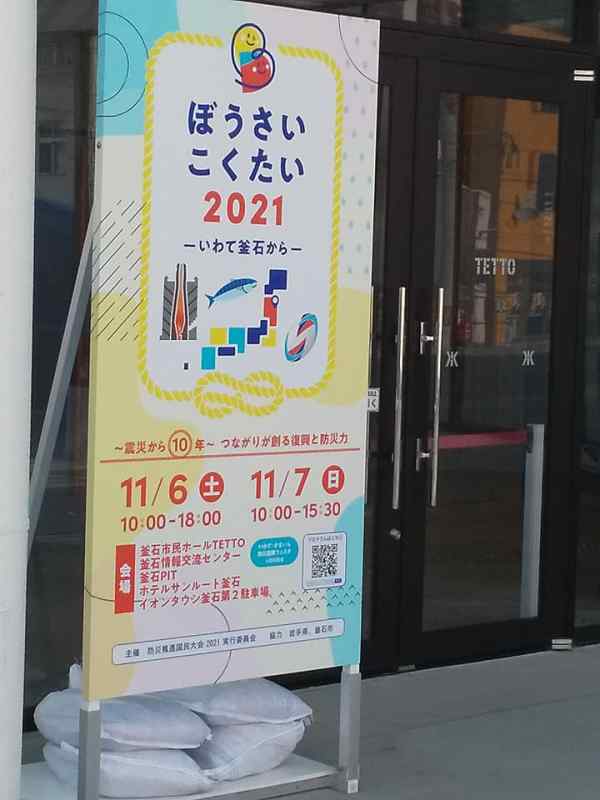 ぼうさい
こくたい
2021
ーいわて釜石からー
～震災から10年～ つながりが創る復興と防災力
11/6 土 11/7 日
10:00-18:00 10:00-15:30
会場
釜石市民ホールTETTO
釜石情報交流センター
釜石PIT
ホテルサンルート釜石
イオンタウン釜石第2駐車場
主催 防災推進国民大会2021実行委員会 協力 岩手県、釜石市
TETTO